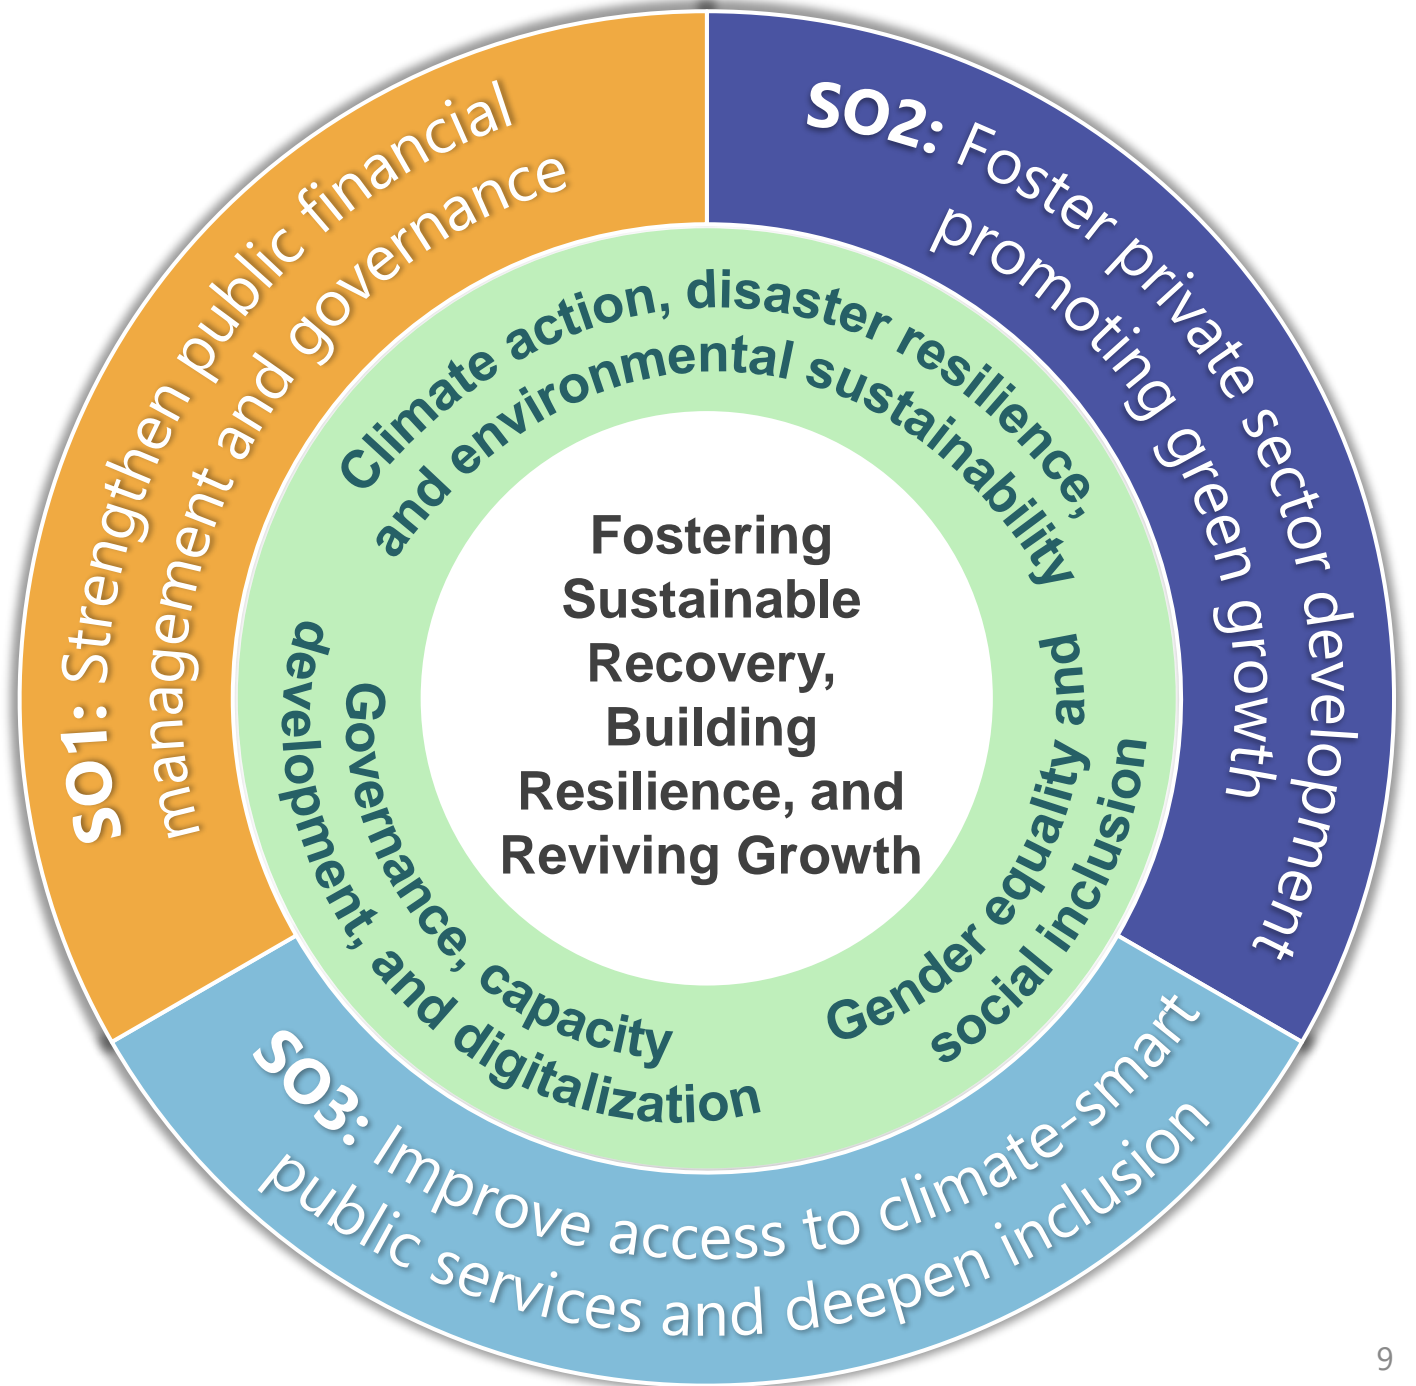 SO1: Strengthen public financial
management and governance
SO2: Foster private sector development
promoting green growth
SO3: Improve access to climate-smart
public services and deepen inclusion
Climate action, disaster resilience,
and environmental sustainability
Gender equality and
social inclusion
Governance, capacity
development, and digitalization
Fostering
Sustainable
Recovery,
Building
Resilience, and
Reviving Growth
9